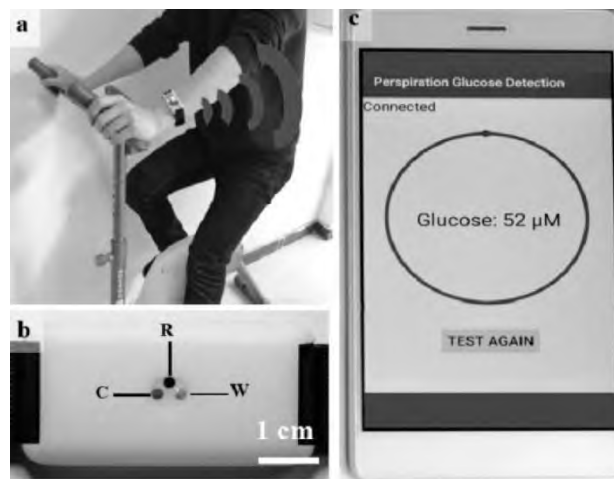 a
b
R
C
W
1 cm
c
Perspiration Glucose Detection
Connected
Glucose: 52 µM
TEST AGAIN